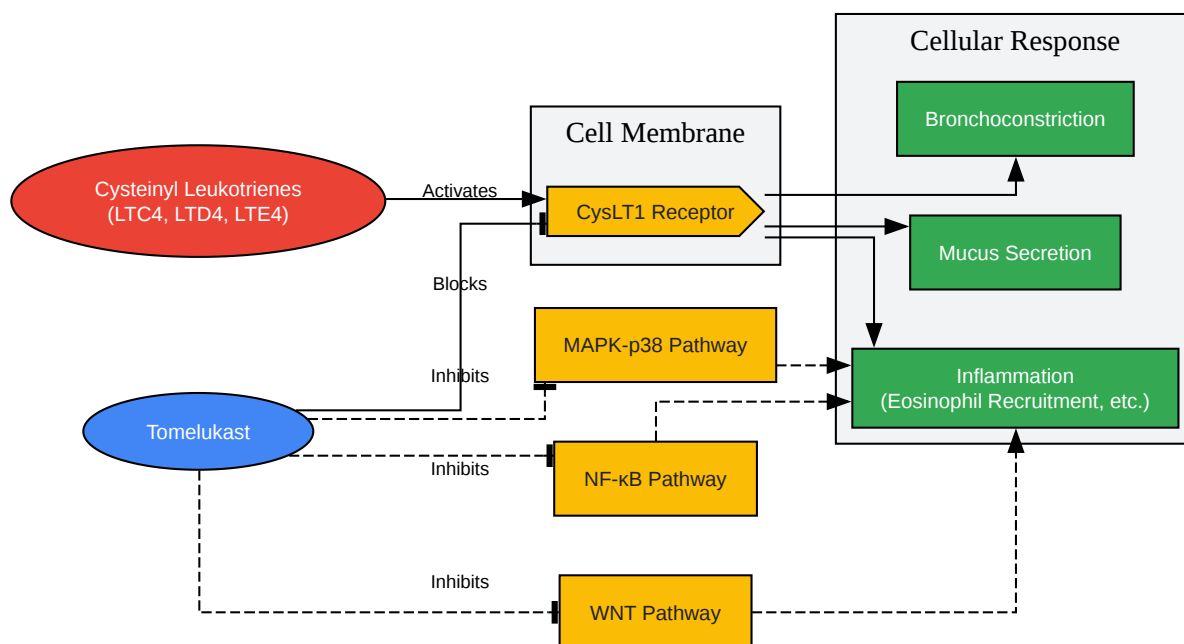 Cellular Response
Bronchoconstriction
Cell Membrane
Cysteinyl Leukotrienes
(LTC4, LTD4, LTE4)
Activates
CysLT1 Receptor
Mucus Secretion
Blocks
MAPK-p38 Pathway
Inhibits
Inflammation
(Eosinophil Recruitment, etc.)
Tomelukast
Inhibits
NF-κB Pathway
Inhibits
WNT Pathway